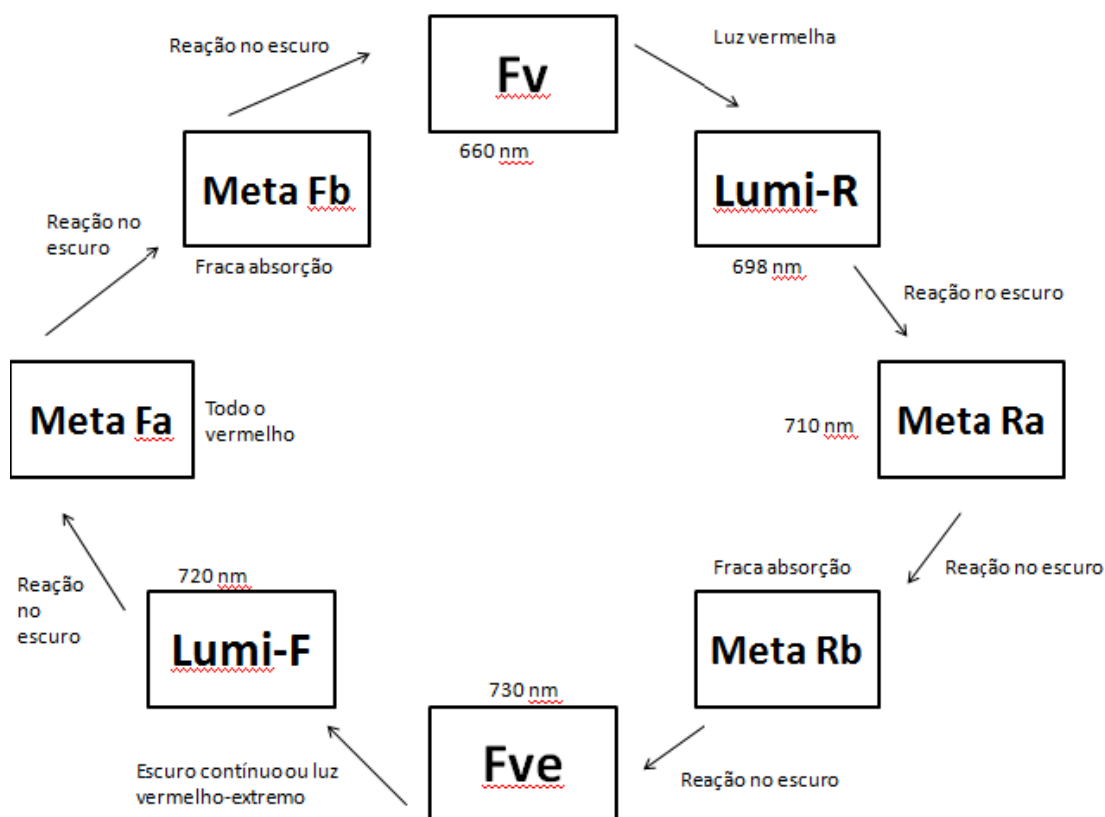 Reação no escuro
Fv
660 nm
Luz vermelha
Lumi-R
698 nm
Reação no escuro
Meta Ra
710 nm
Reação no escuro
Fraca absorção
Meta Rb
Reação no escuro
730 nm
Fve
Escuro contínuo ou luz
vermelho-extremo
720 nm
Lumi-F
Reação
no
escuro
Meta Fa
Todo o
vermelho
Reação no
escuro
Meta Fb
Fraca absorção